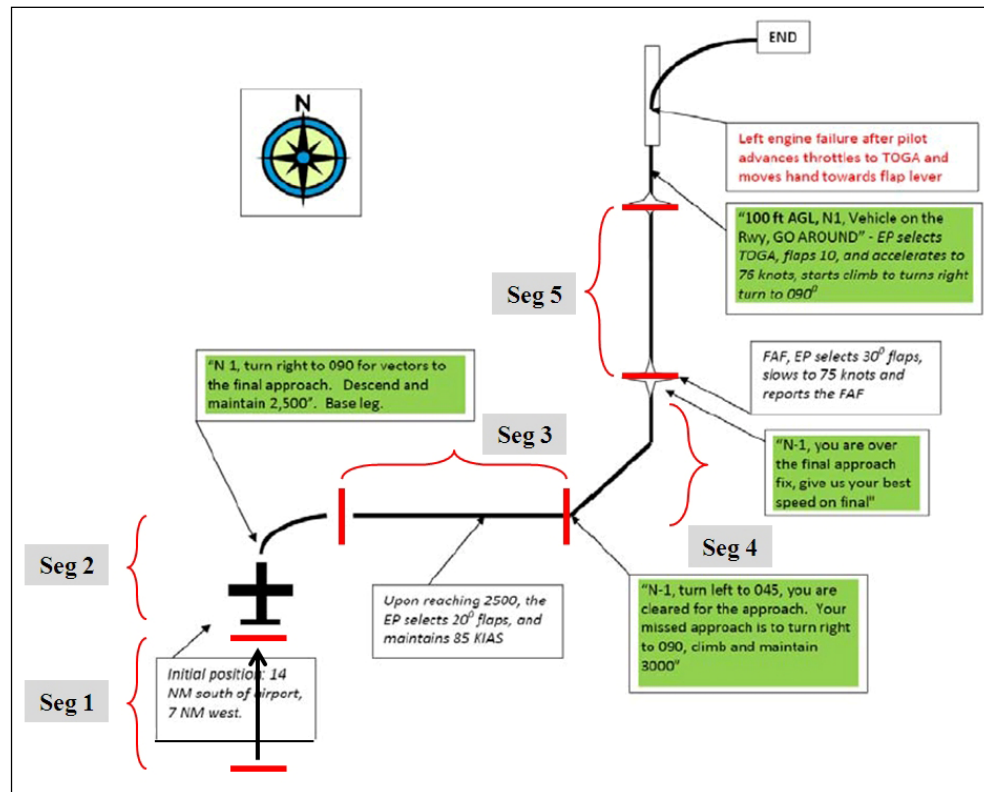 END
N
Left engine failure after pilot
advances throttles to TOGA and
moves hand towards flap lever
"100 ft AGL, N1, Vehicle on the
Rwy, GO AROUND" - EP selects
TOGA, flaps 10, and accelerates to
76 knots, starts climb to turns right
turn to 090⁰
Seg 5
"N 1, turn right to 090 for vectors to
the final approach. Descend and
maintain 2,500". Base leg.
FAF, EP selects 30⁰ flaps,
slows to 75 knots and
reports the FAF
Seg 3
"N-1, you are over
the final approach
fix, give us your best
speed on final"
Seg 4
Seg 2
Upon reaching 2500, the
EP selects 20⁰ flaps, and
maintains 85 KIAS
"N-1, turn left to 045, you are
cleared for the approach. Your
missed approach is to turn right
to 090, climb and maintain
3000"
Initial position: 14
NM south of airport,
7 NM west.
Seg 1